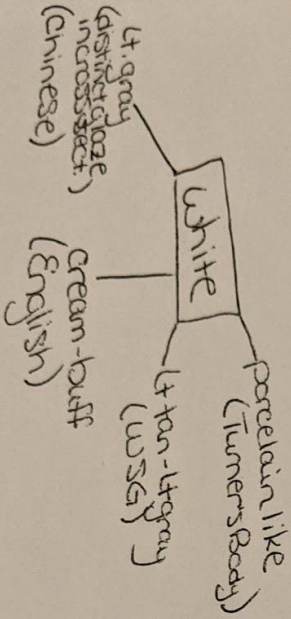 White
Lt. gray
(distinct glaze
in cross sect.)
(Chinese)
cream-buff
(English)
Lt tan-Lt gray
(WSG)
porcelain like
(Turner's Body)